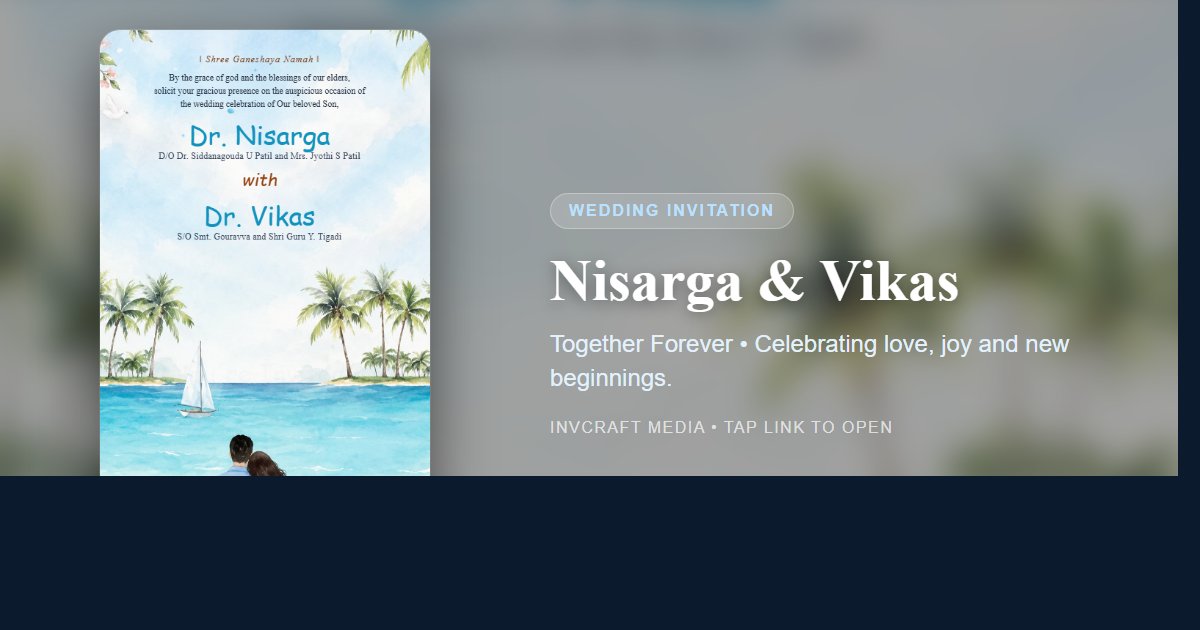 | Shree Ganeshaya Namah |
By the grace of god and the blessings of our elders,
solicit your gracious presence on the auspicious occasion of
the wedding celebration of Our beloved Son,
Dr. Nisarga
D/O Dr. Siddanagouda U Patil and Mrs. Jyothi S Patil
with
Dr. Vikas
S/O Smt. Gouravva and Shri Guru Y. Tigadi
WEDDING INVITATION
Nisarga & Vikas
Together Forever • Celebrating love, joy and new
beginnings.
INVCRAFT MEDIA • TAP LINK TO OPEN